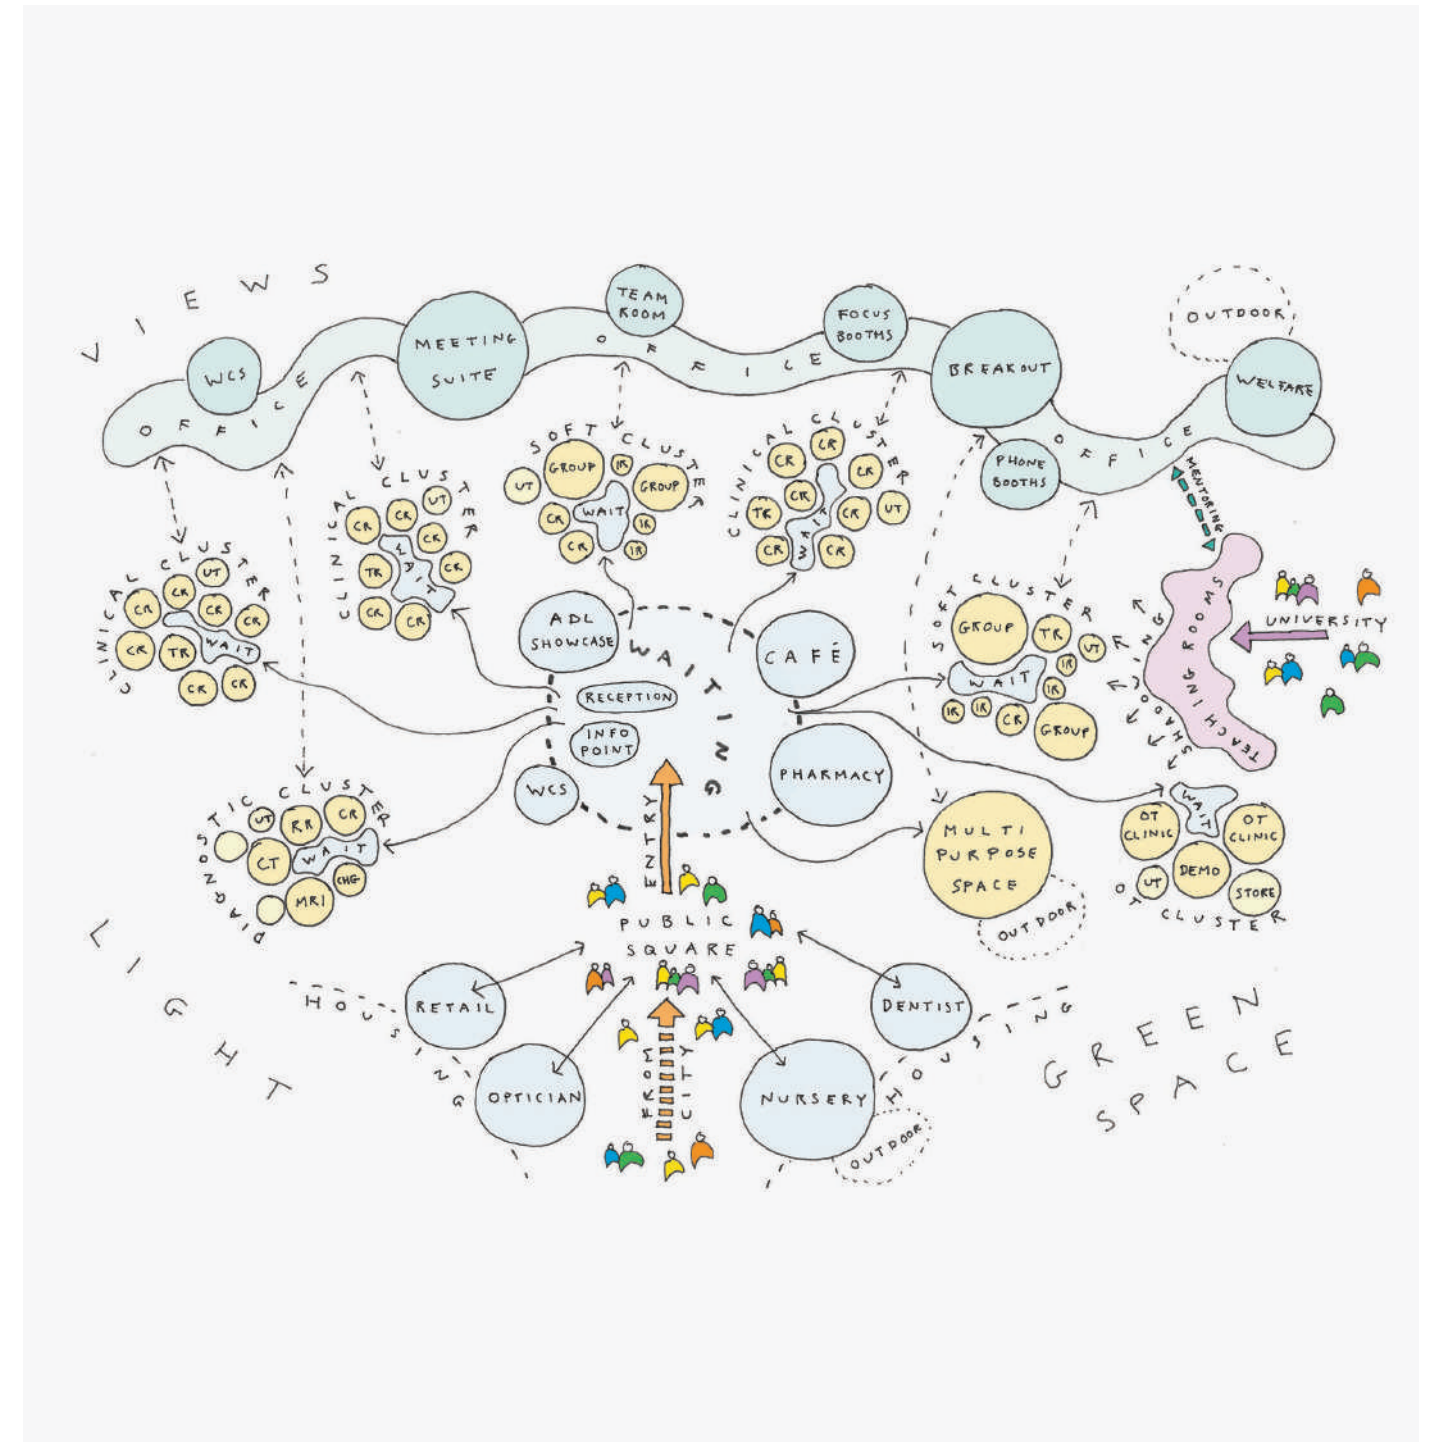 VIEWS
OUTDOOR
TEAM
ROOM
FOCUS
BOOTHS
MEETING
SUITE
WCS
BREAKOUT
WELFARE
OFFICE
OFFICE
OFFICE
PHONE
BOOTHS
MENTORING
CLINICAL CLUSTER
UT
CR
CR
CR
CR
CR
TR
WAIT
CR
CR
CLINICAL CLUSTER
UT
CR
CR
CR
TR
CR
WAIT
CR
CR
SOFT CLUSTER
GROUP
IR
UT
GROUP
CR
WAIT
IR
CR
IR
CLINICAL CLUSTER
CR
CR
CR
CR
TR
CR
UT
WAIT
CR
CR
SOFT CLUSTER
GROUP
TR
UT
IR
WAIT
IR
IR
IR
CR
GROUP
TEACHING ROOMS
SHADOWING
UNIVERSITY
ADL
SHOWCASE
WAITING
CAFÉ
RECEPTION
INFO
POINT
WCS
PHARMACY
ENTRY
DIAGNOSTIC CLUSTER
UT
RR
CR
CT
WAIT
CHG
MRI
MULTI
PURPOSE
SPACE
OUTDOOR
WAIT
OT
CLINIC
OT
CLINIC
DEMO
UT
STORE
OT CLUSTER
PUBLIC
SQUARE
LIGHT
HOUSING
RETAIL
OPTICIAN
FROM
CITY
DENTIST
NURSERY
HOUSING
OUTDOOR
GREEN
SPACE